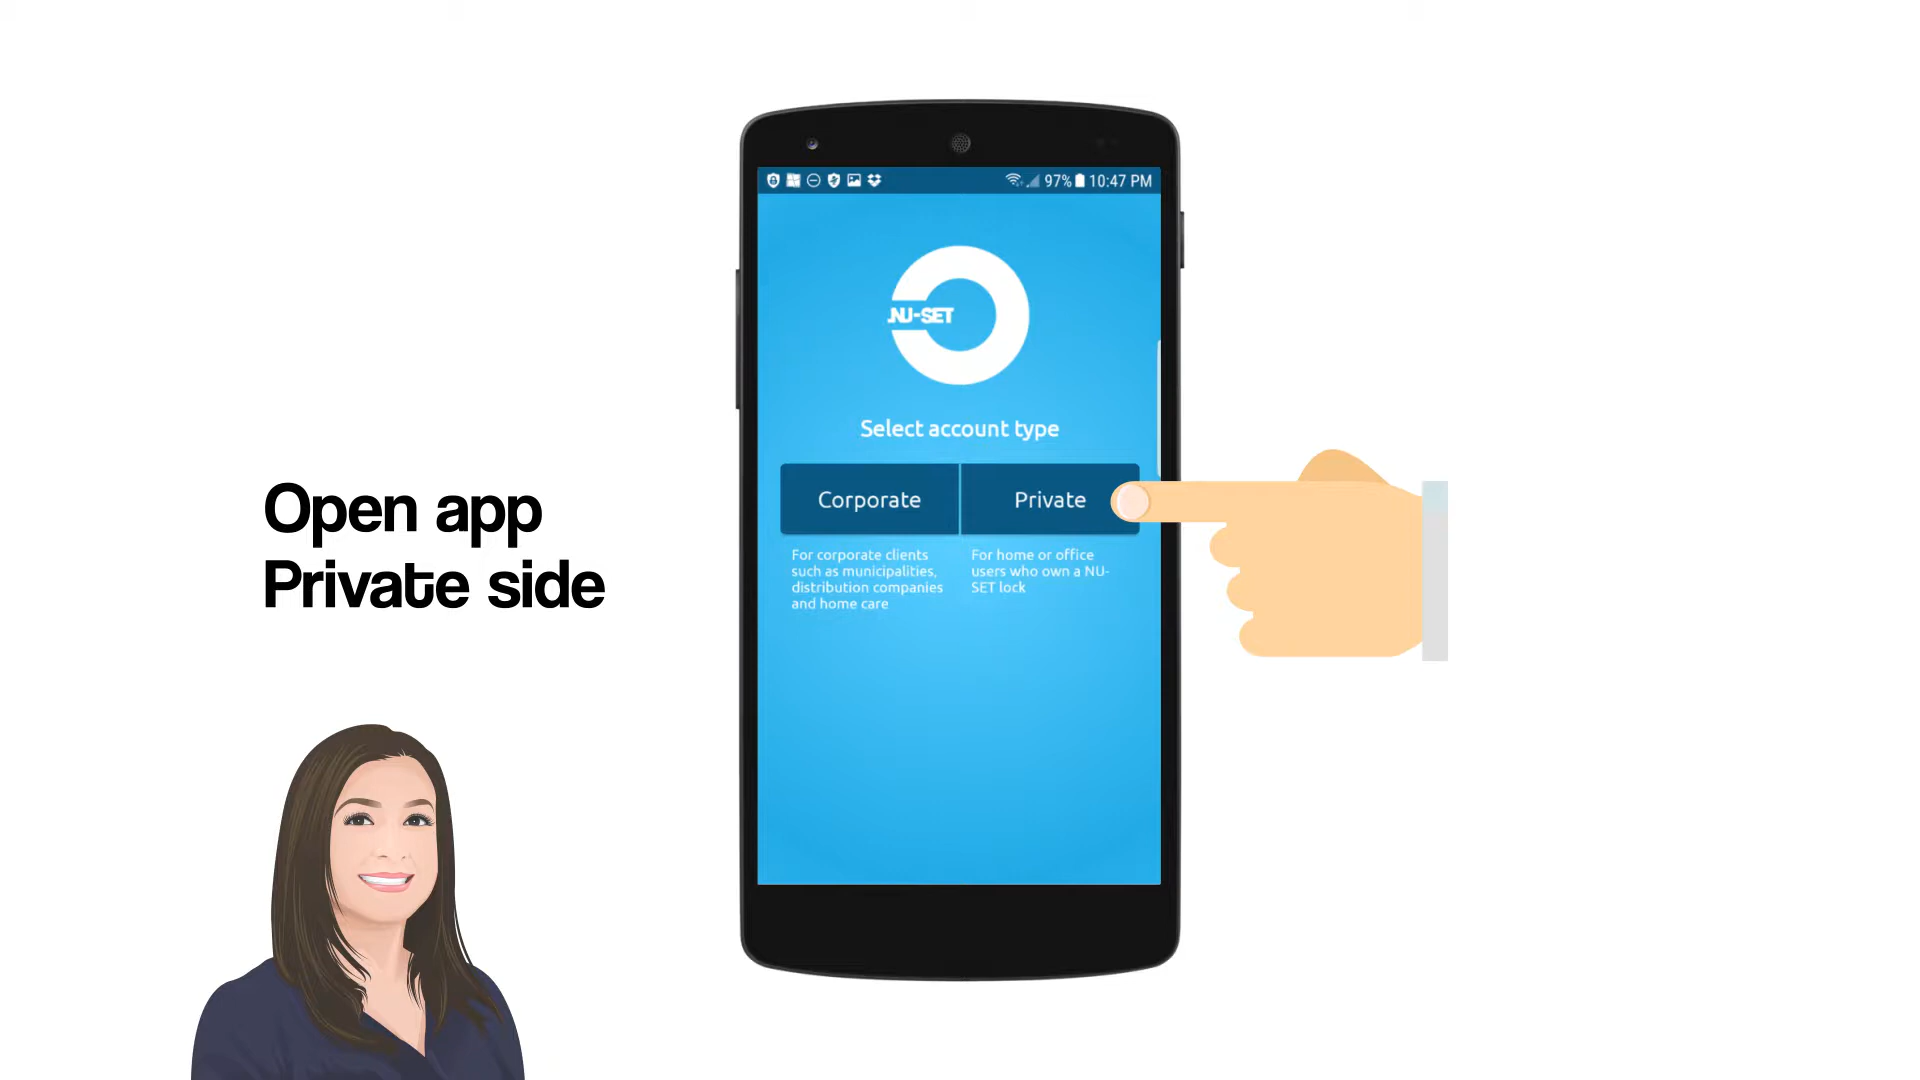 97% 10:47 PM
NU-SET
Select account type
Corporate
Private
For corporate clients
such as municipalities,
distribution companies
and home care
For home or office
users who own a NU-
SET lock
Open app
Private side